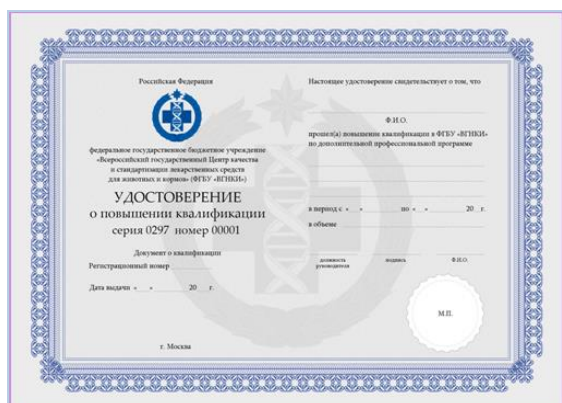 Российская Федерация
федеральное государственное бюджетное учреждение
«Всероссийский государственный Центр качества
и стандартизации лекарственных средств
для животных и кормов» (ФГБУ «ВГНКИ»)
УДОСТОВЕРЕНИЕ
о повышении квалификации
серия 0297 номер 00001
Документ о квалификации
Регистрационный номер
Дата выдачи « » 20 г.
г. Москва
Настоящее удостоверение свидетельствует о том, что
Ф.И.О.
прошел(а) повышение квалификации в ФГБУ «ВГНКИ»
по дополнительной профессиональной программе
в период с « » по « » 20 г.
в объеме
должность подпись Ф.И.О.
руководителя
М.П.